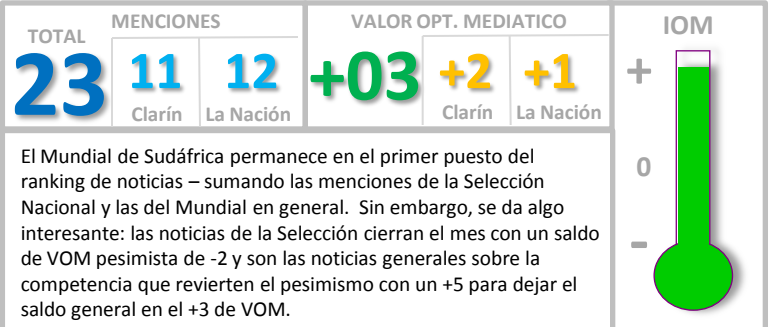 MENCIONES
TOTAL
23
11
Clarín
12
La Nación
VALOR OPT. MEDIATICO
+03
+2
Clarín
+1
La Nación
IOM
+
0
-
El Mundial de Sudáfrica permanece en el primer puesto del
ranking de noticias – sumando las menciones de la Selección
Nacional y las del Mundial en general. Sin embargo, se da algo
interesante: las noticias de la Selección cierran el mes con un saldo
de VOM pesimista de -2 y son las noticias generales sobre la
competencia que revierten el pesimismo con un +5 para dejar el
saldo general en el +3 de VOM.